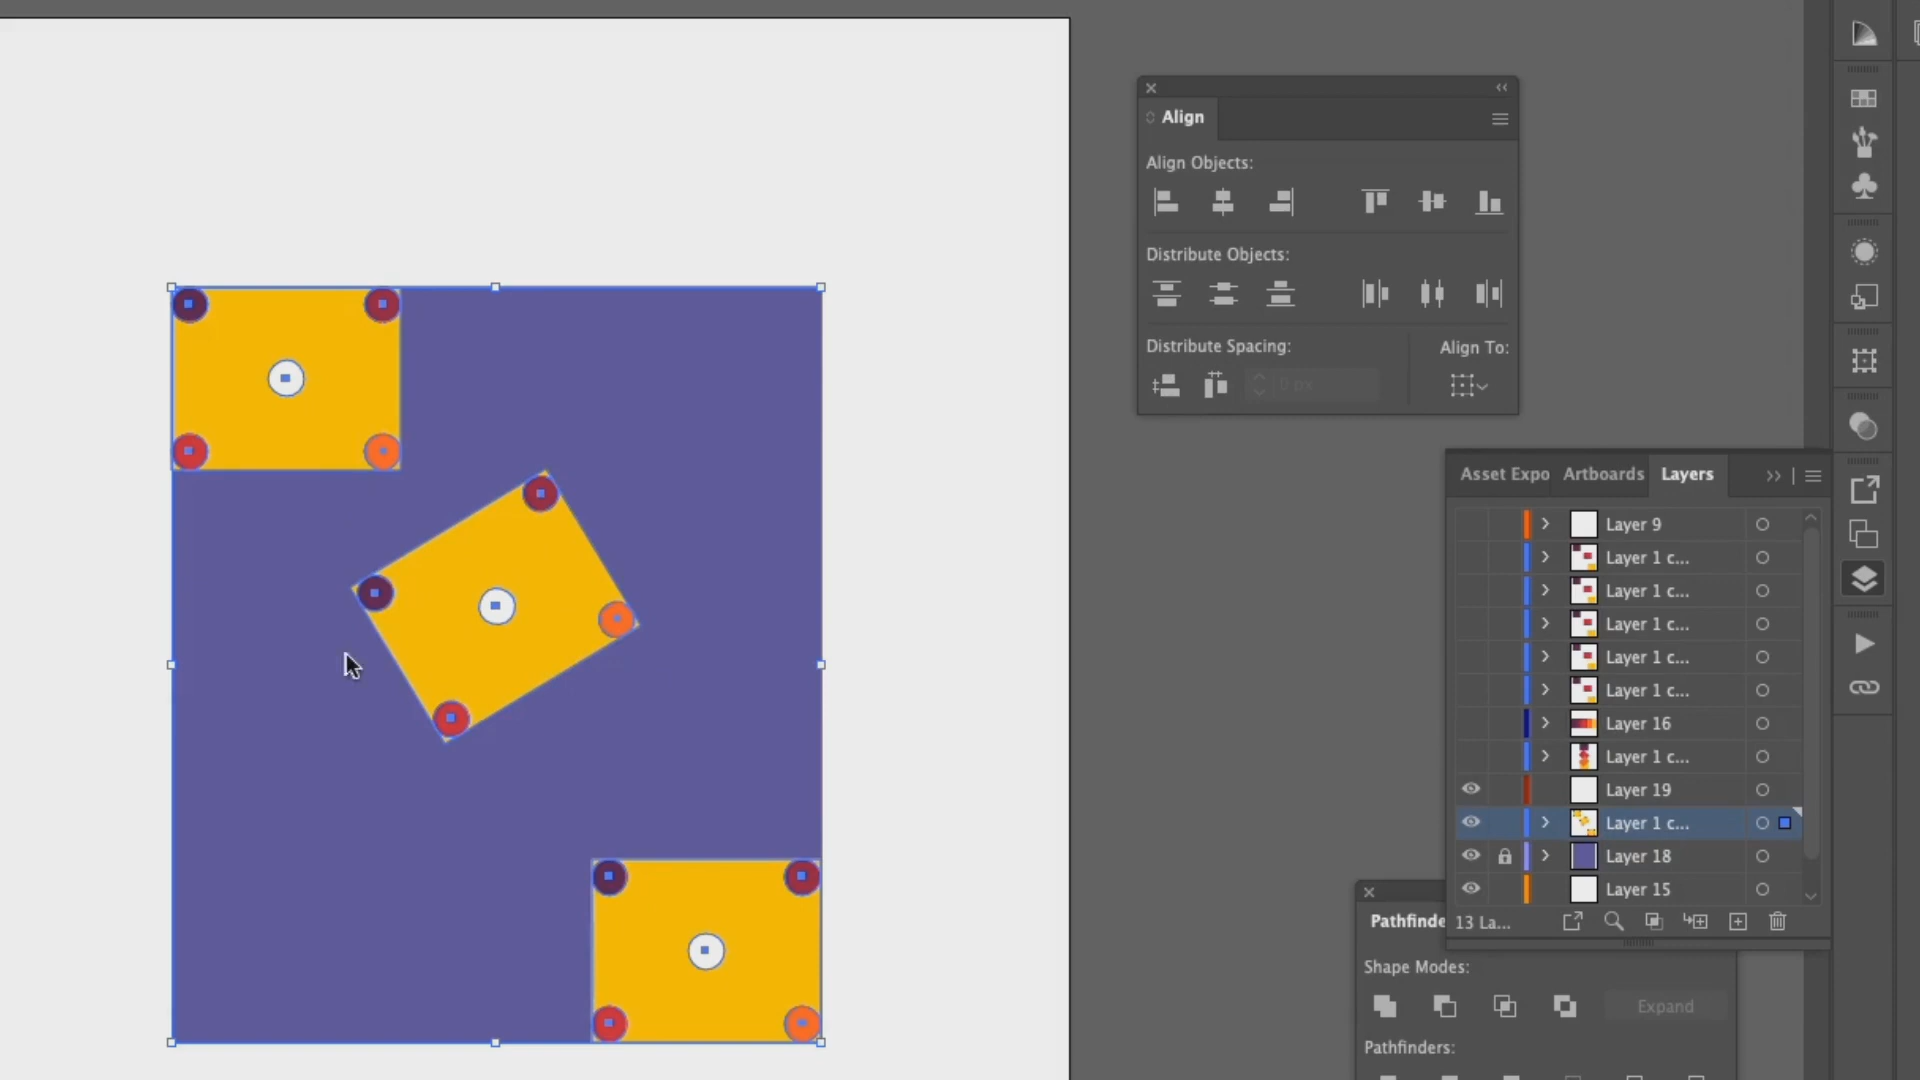 Align
Align Objects:
Distribute Objects:
Distribute Spacing:
Align To:
0 px
Asset Expo
Artboards
Layers
Layer 9
Layer 1 c...
Layer 1 c...
Layer 1 c...
Layer 1 c...
Layer 1 c...
Layer 16
Layer 1 c...
Layer 19
Layer 1 c...
Layer 18
Layer 15
13 La...
Pathfinde
Shape Modes:
Expand
Pathfinders: